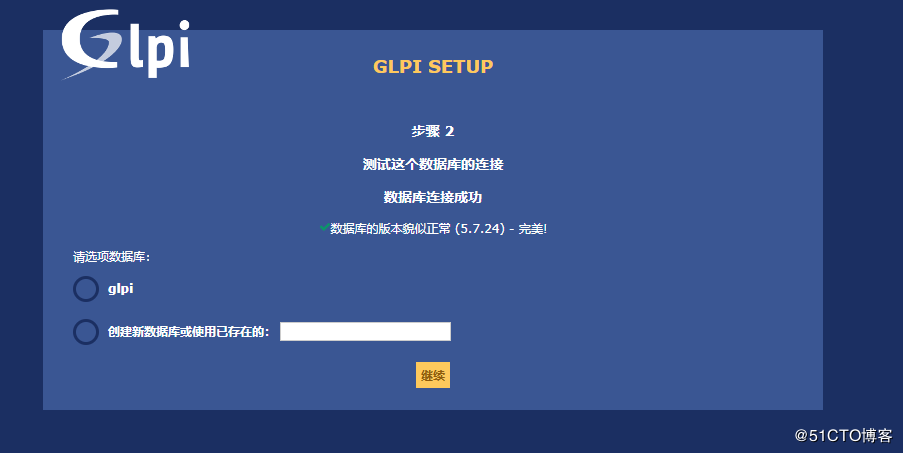 Glpi
GLPI SETUP
步骤 2
测试这个数据库的连接
数据库连接成功
数据库的版本貌似正常 (5.7.24) - 完美!
请选项数据库：
glpi
创建新数据库或使用已存在的：
继续
@51CTO博客